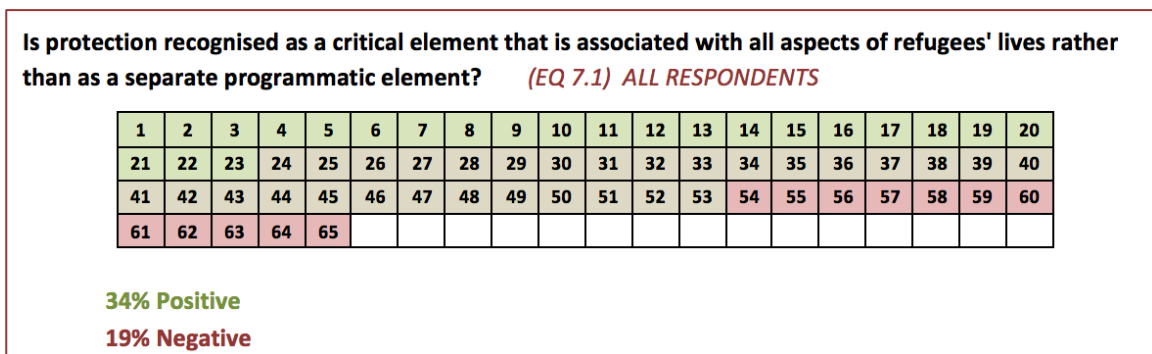 Is protection recognised as a critical element that is associated with all aspects of refugees' lives rather
than as a separate programmatic element? (EQ 7.1) ALL RESPONDENTS
1 2 3 4 5 6 7 8 9 10 11 12 13 14 15 16 17 18 19 20
21 22 23 24 25 26 27 28 29 30 31 32 33 34 35 36 37 38 39 40
41 42 43 44 45 46 47 48 49 50 51 52 53 54 55 56 57 58 59 60
61 62 63 64 65
34% Positive
19% Negative